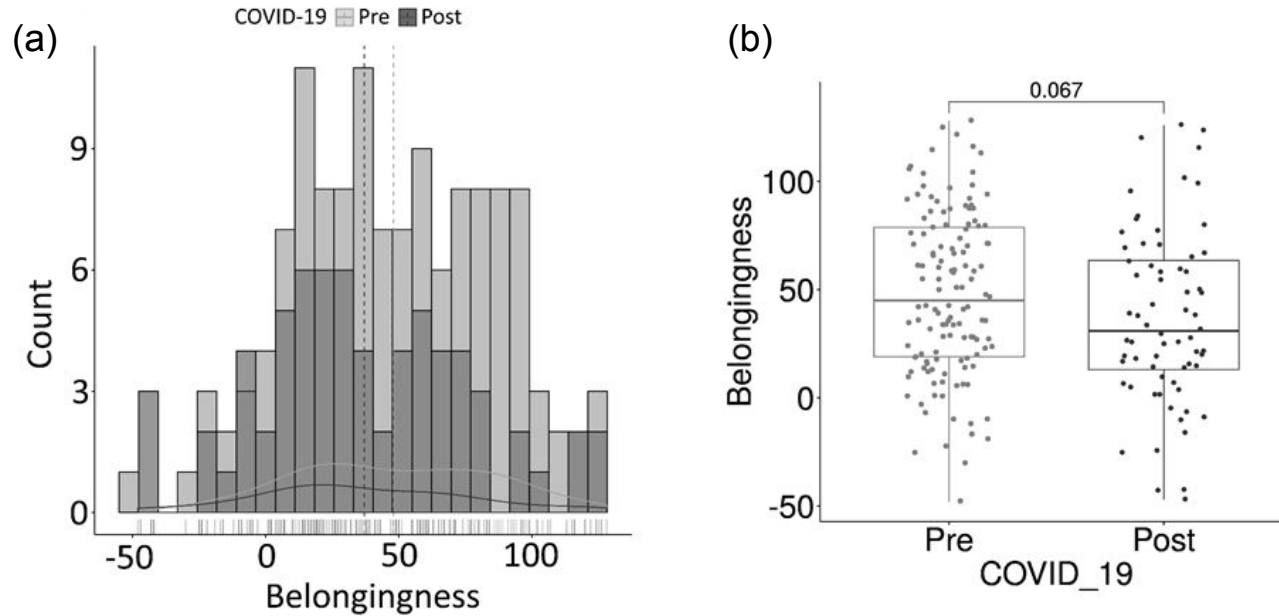 (a)
COVID-19 Pre Post
Count
9
6
3
0
-50 0 50 100
Belongingness
(b)
0.067
Belongingness
100
50
0
-50
Pre Post
COVID_19